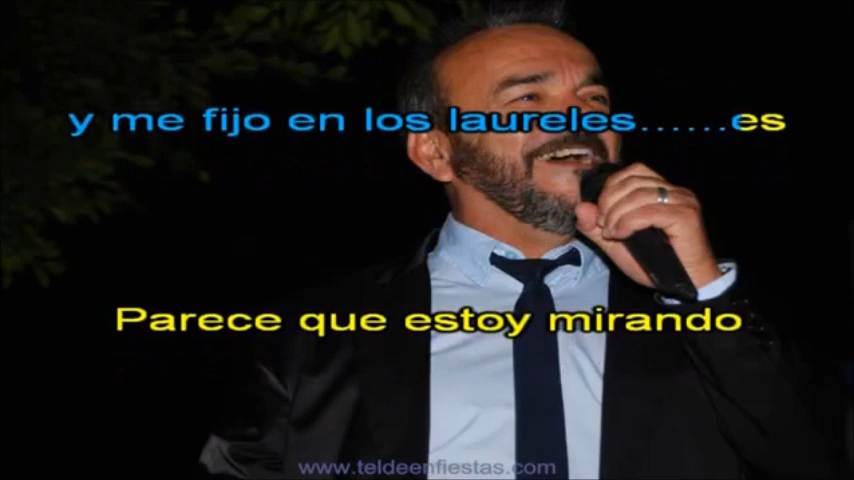 y me fijo en los laureles......es
Parece que estoy mirando
www.teldeenfiestas.com